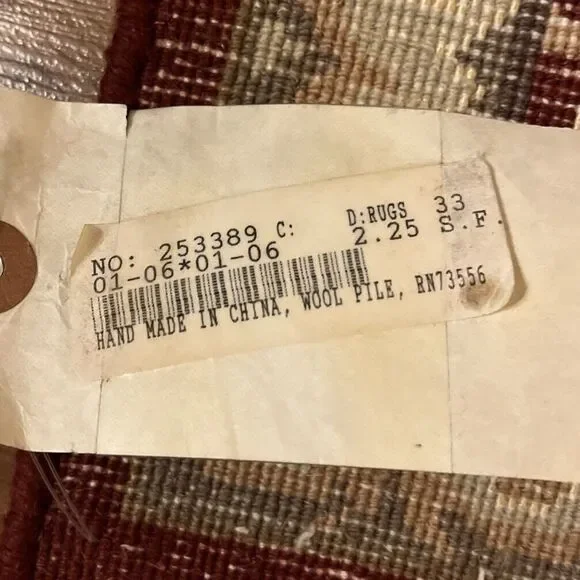 NO: 253389 C: D:RUGS 33
01-06*01-06 2.25 S.F.
HAND MADE IN CHINA, WOOL PILE, RN73556